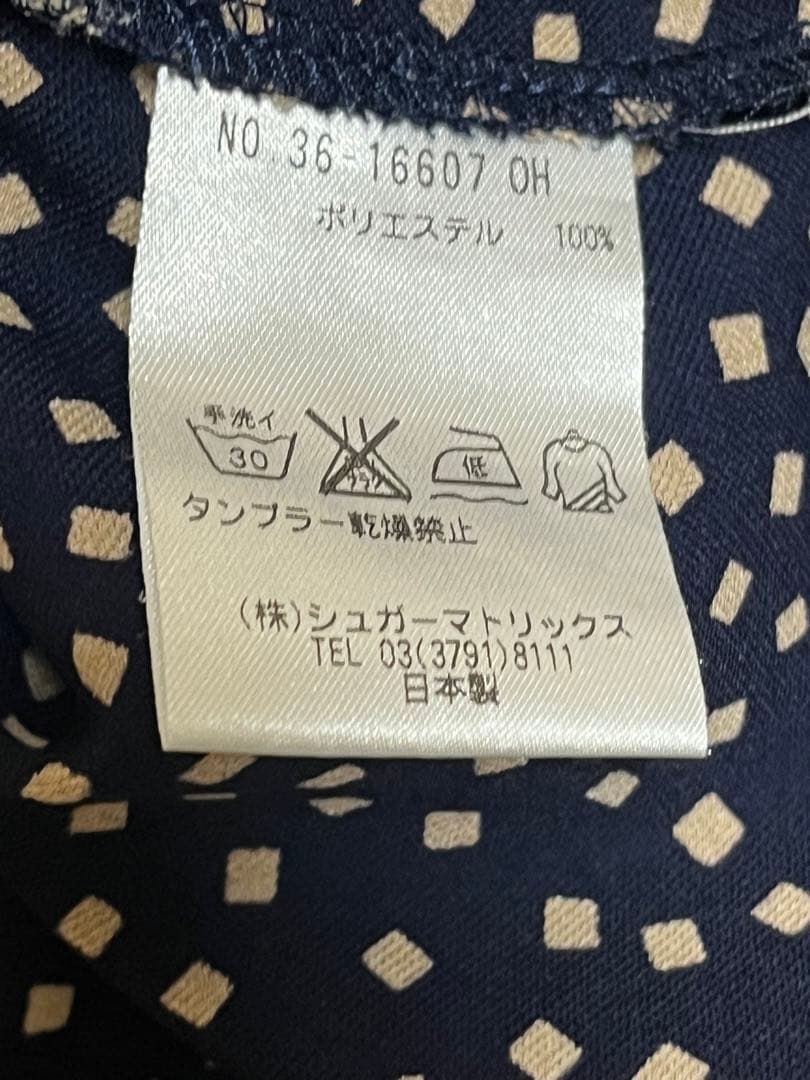 NO.36-16607 OH
ポリエステル 100%
手洗イ
30
低
タンブラー乾燥禁止
(株)シュガーマトリックス
TEL 03(3791)8111
日本製